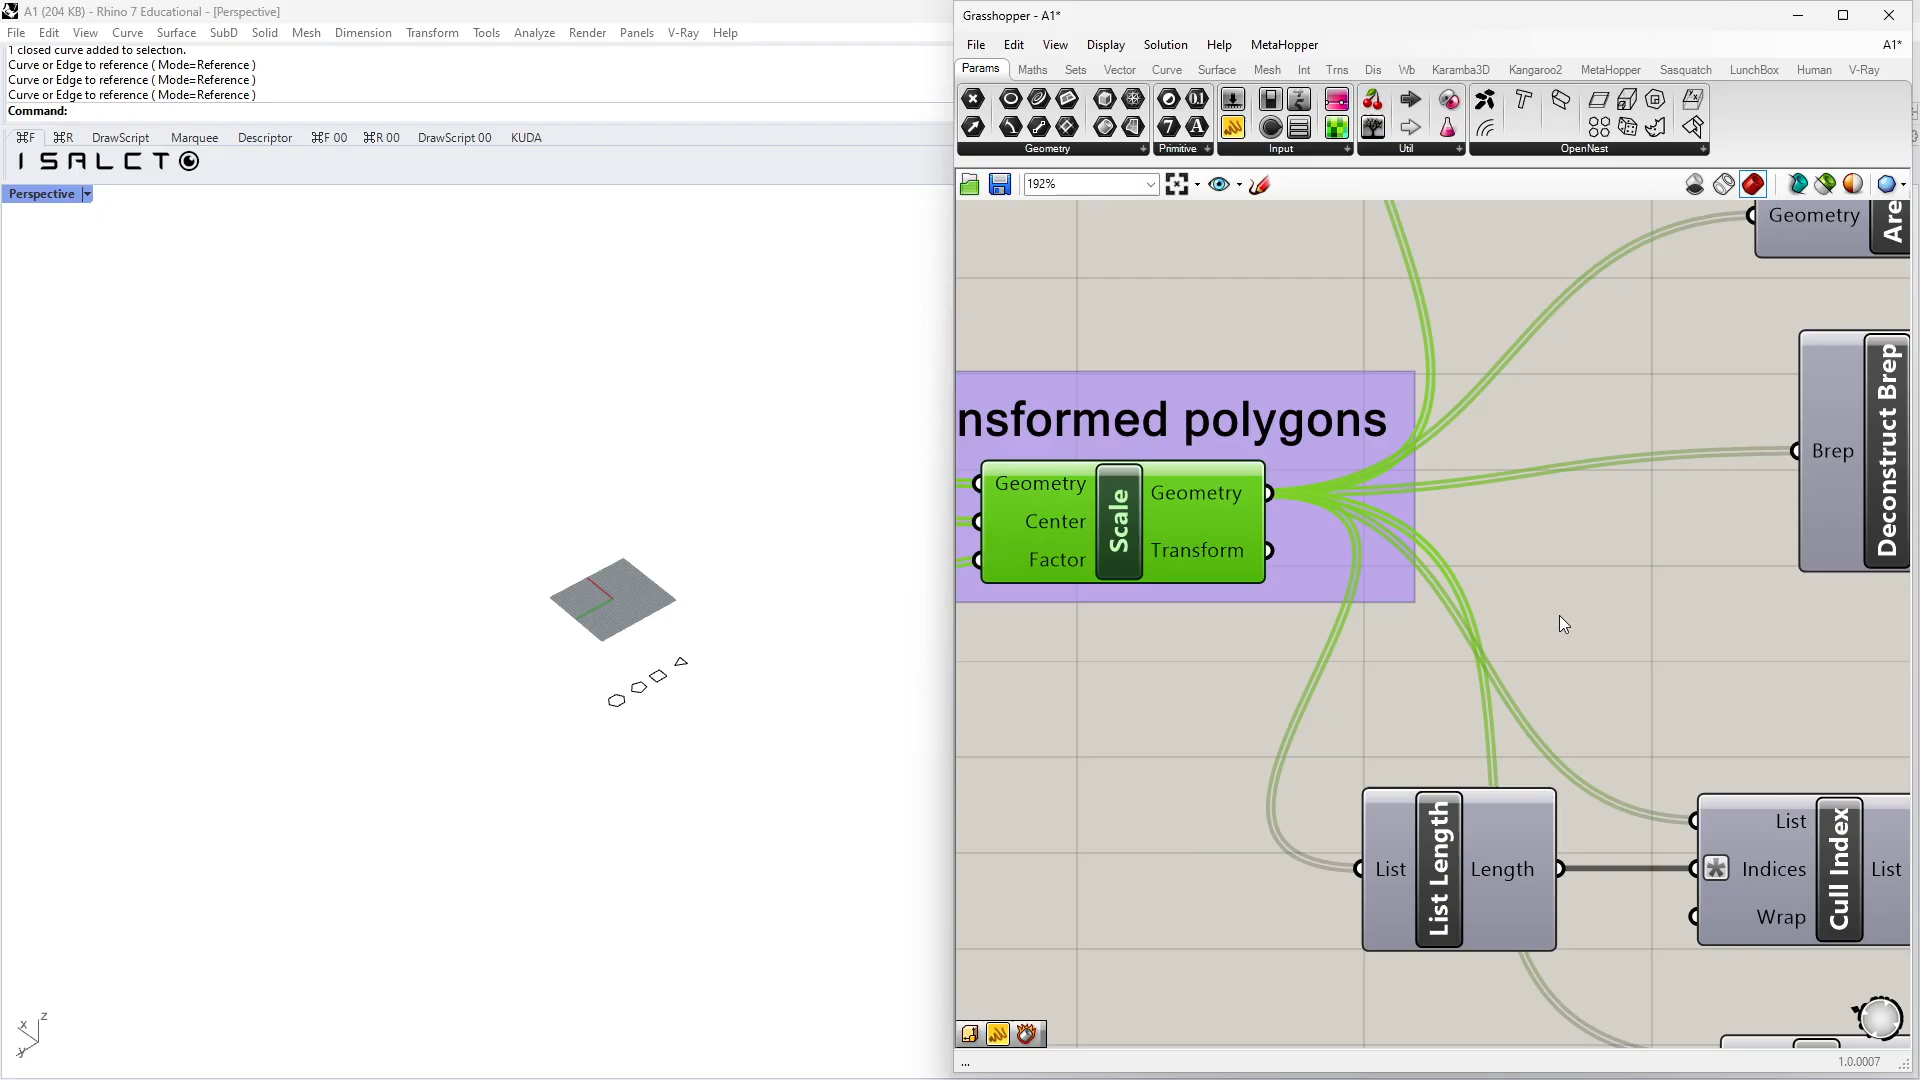 A1 (204 KB) - Rhino 7 Educational - [Perspective]
File Edit View Curve Surface SubD Solid Mesh Dimension Transform Tools Analyze Render Panels V-Ray Help
1 closed curve added to selection.
Curve or Edge to reference ( Mode=Reference )
Curve or Edge to reference ( Mode=Reference )
Curve or Edge to reference ( Mode=Reference )
Command:
⌘F ⌘R DrawScript Marquee Descriptor ⌘F 00 ⌘R 00 DrawScript 00 KUDA
Perspective
z
x
y
Grasshopper - A1*
File Edit View Display Solution Help MetaHopper A1*
Params Maths Sets Vector Curve Surface Mesh Int Trns Dis Wb Karamba3D Kangaroo2 MetaHopper Sasquatch LunchBox Human V-Ray
Geometry Primitive Input Util OpenNest
192%
Geometry Are
nsformed polygons
Geometry
Center
Factor
Scale
Geometry
Transform
Brep
Deconstruct Brep
List
List Length
Length
List
Indices
Wrap
Cull Index
List
...
1.0.0007